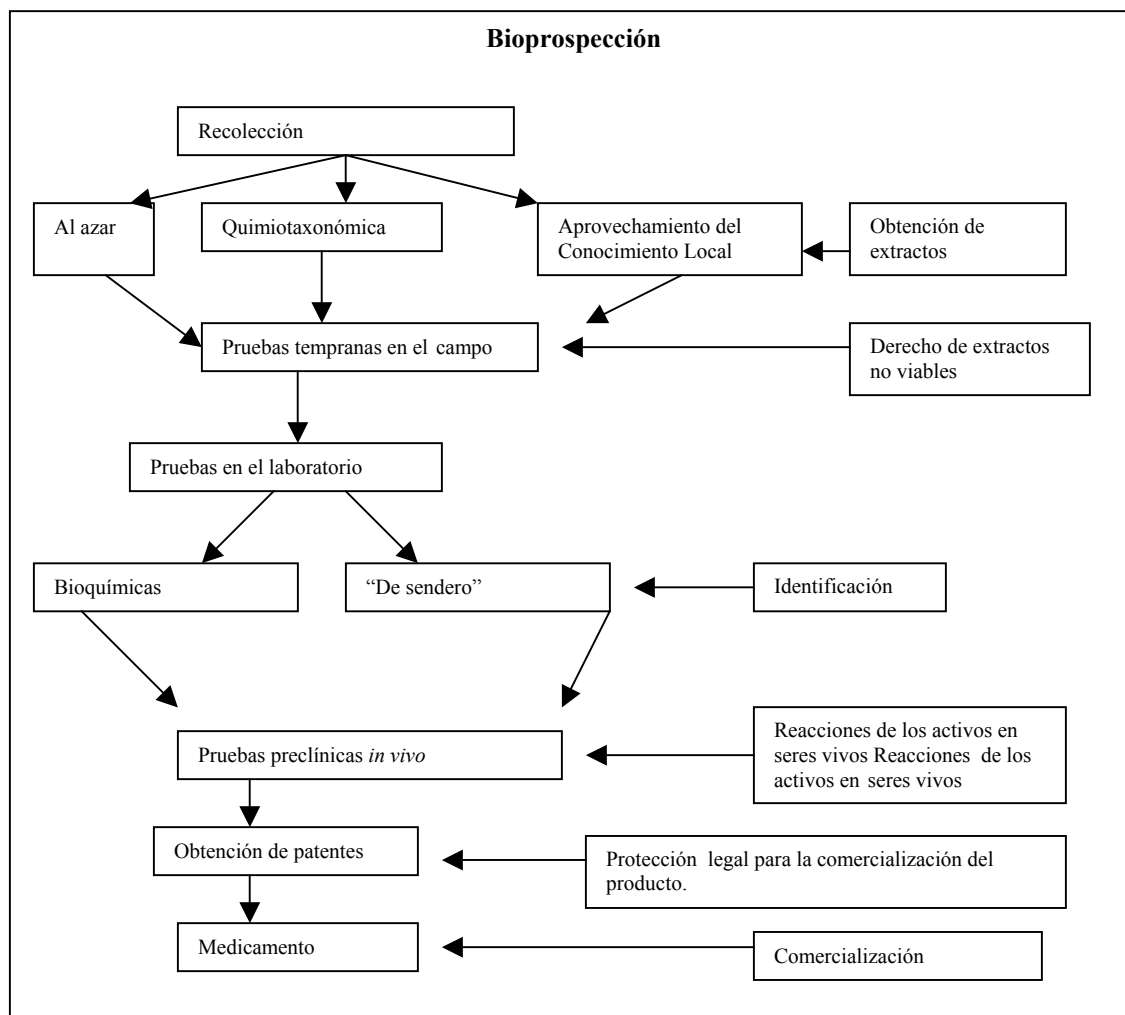 Bioprospección
Recolección
Al azar
Quimiotaxonómica
Aprovechamiento del
Conocimiento Local
Obtención de
extractos
Pruebas tempranas en el campo
Derecho de extractos
no viables
Pruebas en el laboratorio
Bioquímicas
“De sendero”
Identificación
Pruebas preclínicas in vivo
Reacciones de los activos en
seres vivos Reacciones de los
activos en seres vivos
Obtención de patentes
Protección legal para la comercialización del
producto.
Medicamento
Comercialización